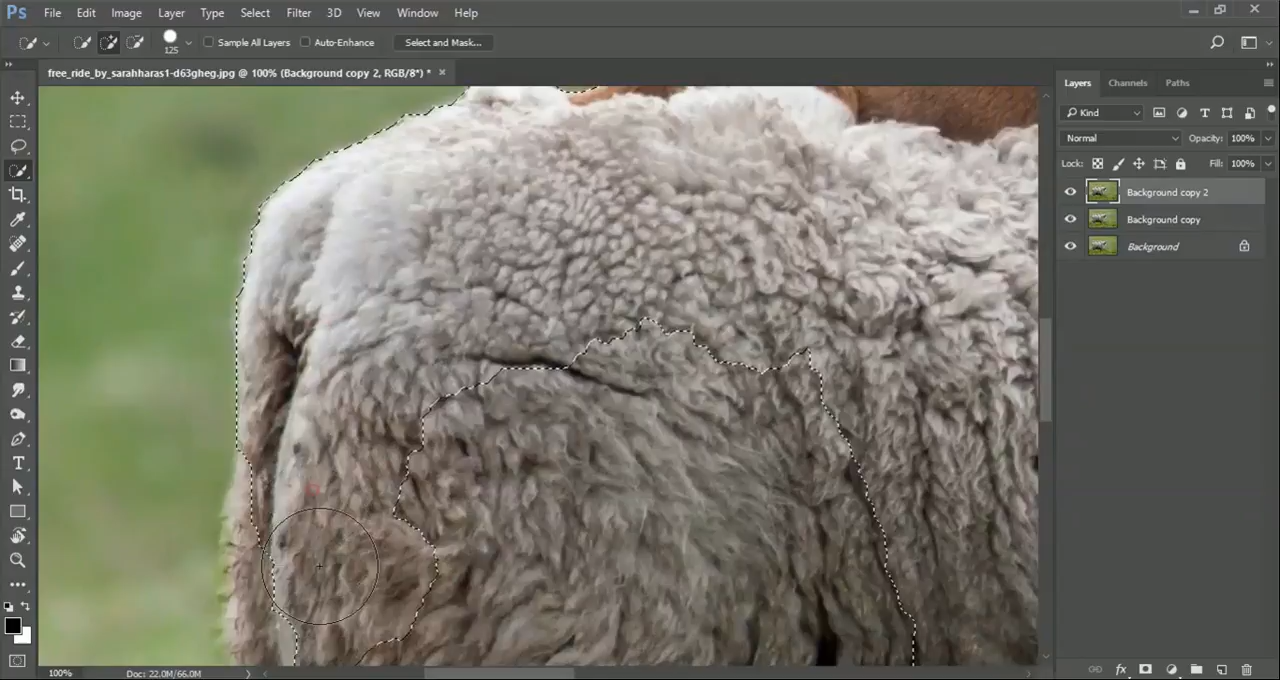 Ps File Edit Image Layer Type Select Filter 3D View Window Help
125 Sample All Layers Auto-Enhance Select and Mask...
free_ride_by_sarahharas1-d63gheg.jpg @ 100% (Background copy 2, RGB/8*) * ×
Layers Channels Paths
Kind
Normal Opacity: 100%
Lock: Fill: 100%
Background copy 2
Background copy
Background
100% Doc: 22.0M/66.0M